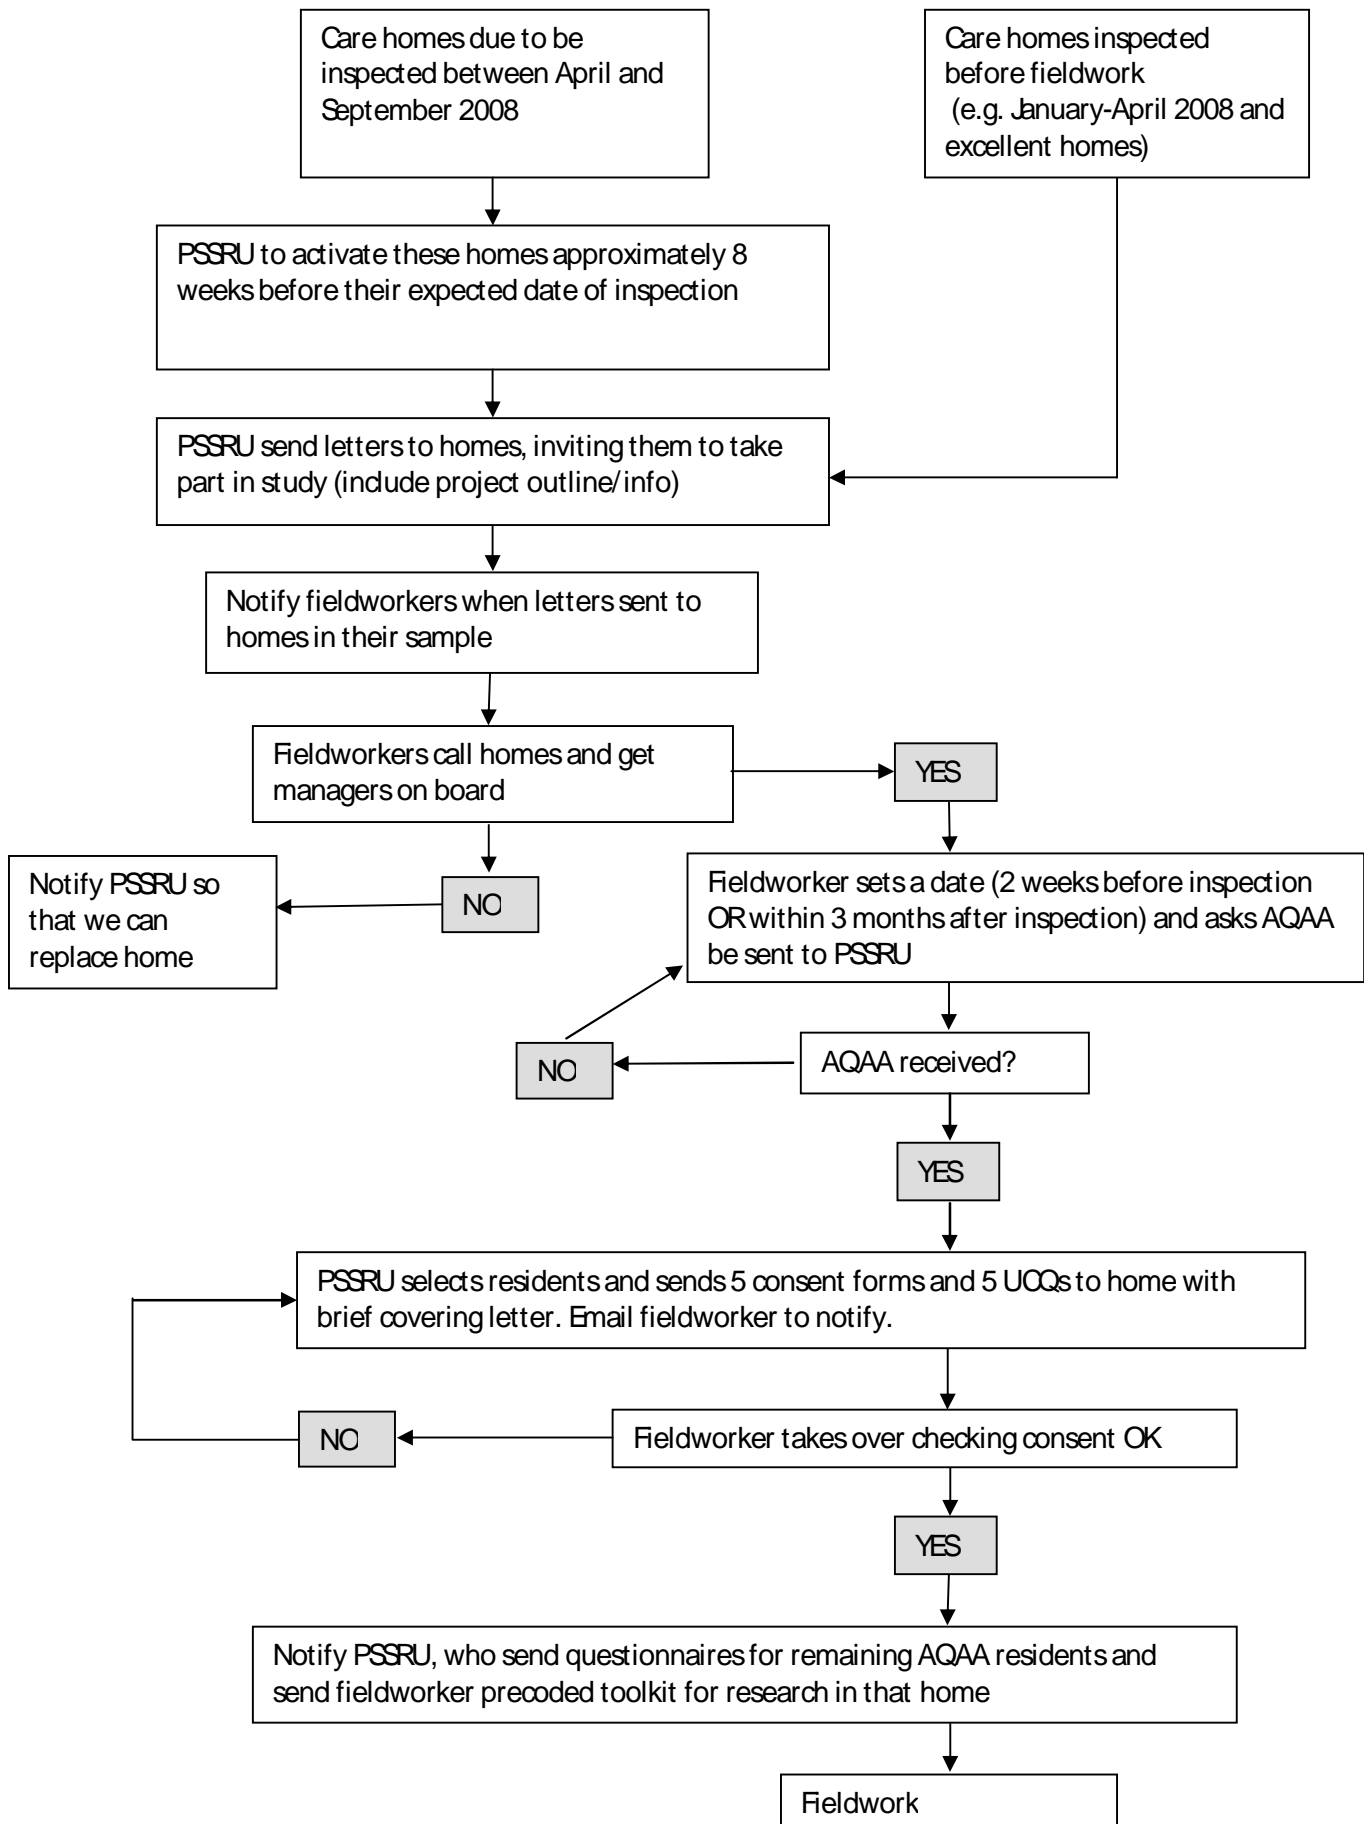 Care homes due to be
inspected between April and
September 2008
Care homes inspected
before fieldwork
(e.g. January-April 2008 and
excellent homes)
PSSRU to activate these homes approximately 8
weeks before their expected date of inspection
PSSRU send letters to homes, inviting them to take
part in study (include project outline/info)
Notify fieldworkers when letters sent to
homes in their sample
Fieldworkers call homes and get
managers on board
YES
NO
Notify PSSRU so
that we can
replace home
Fieldworker sets a date (2 weeks before inspection
OR within 3 months after inspection) and asks AQAA
be sent to PSSRU
AQAA received?
NO
YES
PSSRU selects residents and sends 5 consent forms and 5 UCQs to home with
brief covering letter. Email fieldworker to notify.
Fieldworker takes over checking consent OK
NO
YES
Notify PSSRU, who send questionnaires for remaining AQAA residents and
send fieldworker precoded toolkit for research in that home
Fieldwork